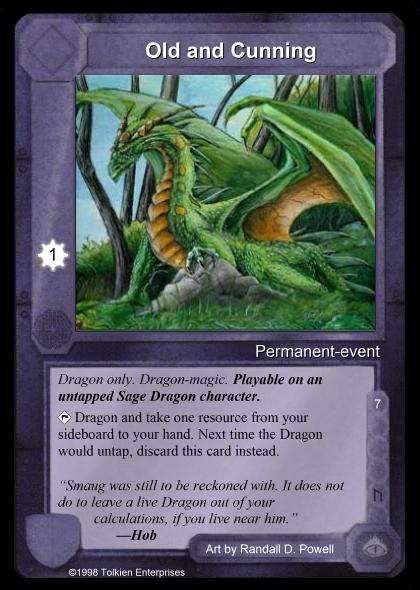 Old and Cunning
1
Permanent-event
Dragon only. Dragon-magic. Playable on an
untapped Sage Dragon character.
Dragon and take one resource from your
sideboard to your hand. Next time the Dragon
would untap, discard this card instead.
7
“Smaug was still to be reckoned with. It does not
do to leave a live Dragon out of your
calculations, if you live near him.”
—Hob
Art by Randall D. Powell
©1998 Tolkien Enterprises